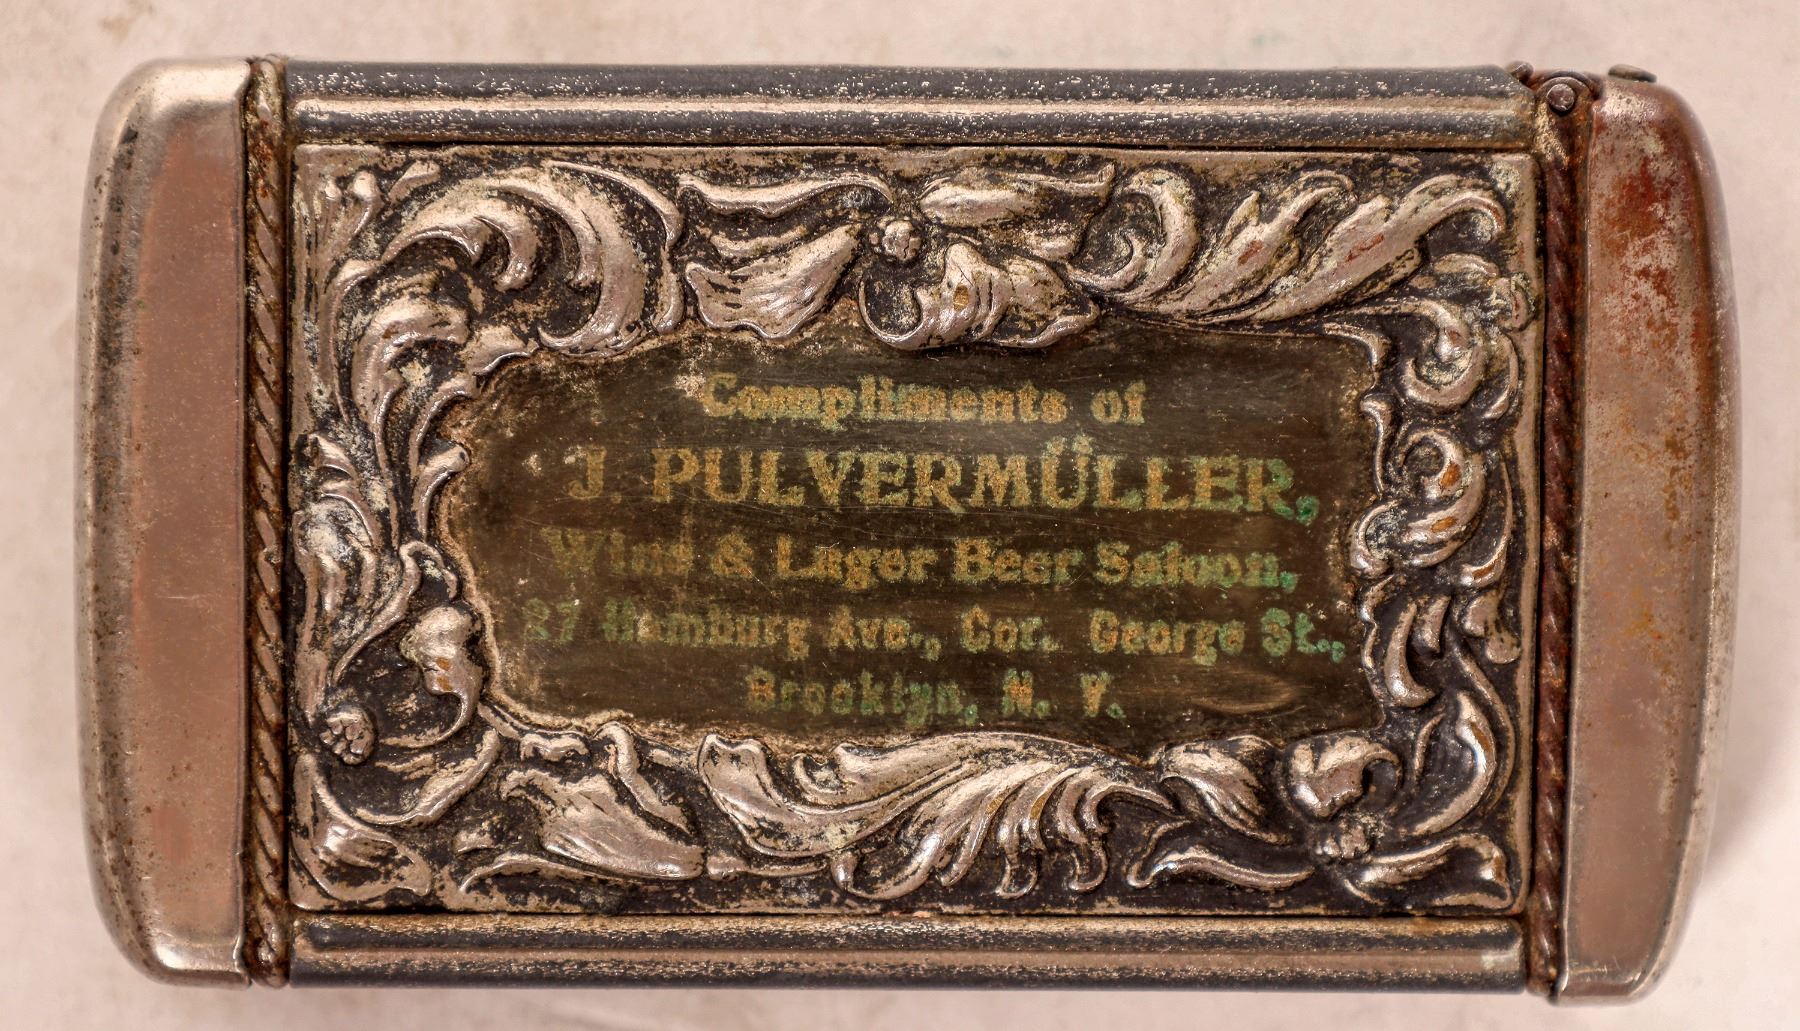 Compliments of
J. PULVERMÜLLER,
Wine & Lager Beer Saloon,
27 Hamburg Ave., Cor. George St.,
Brooklyn, N. Y.